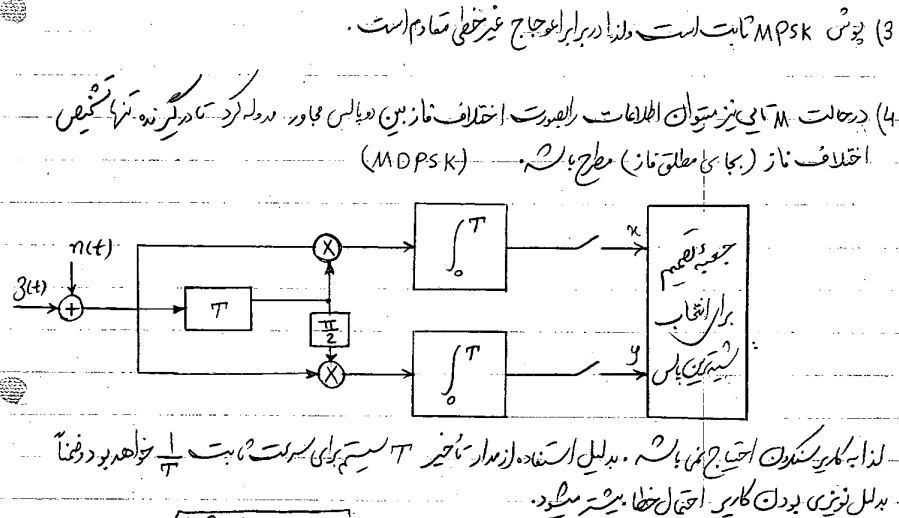 3) پوش MPSK ثابت است ولذا در برابر اعوجاج غیرخطی مقاوم است.
4) در حالت M تایی نیز میتوان اطلاعات را بصورت اختلاف فاز بین دو پالس مجاور مدوله کرد تا در گیرنده تنها تشخیص
اختلاف فاز (بجای مطلق فاز) مطرح باشد. (MDPSK)
n(t)
z(t)
+
T
π/2
X
X
∫₀ᵀ
∫₀ᵀ
x
y
جعبه تصمیم
برای انتخاب
شبیه‌ترین پالس
لذا به کاریر سنکرون احتیاج نمی باشد. بدلیل استفاده از مدار تأخیر T سیستم برای سرعت ثابت 1/T خواهد بود و ضمناً
بدلیل نویزی بودن کاریر احتمال خطا بیشتر میشود.